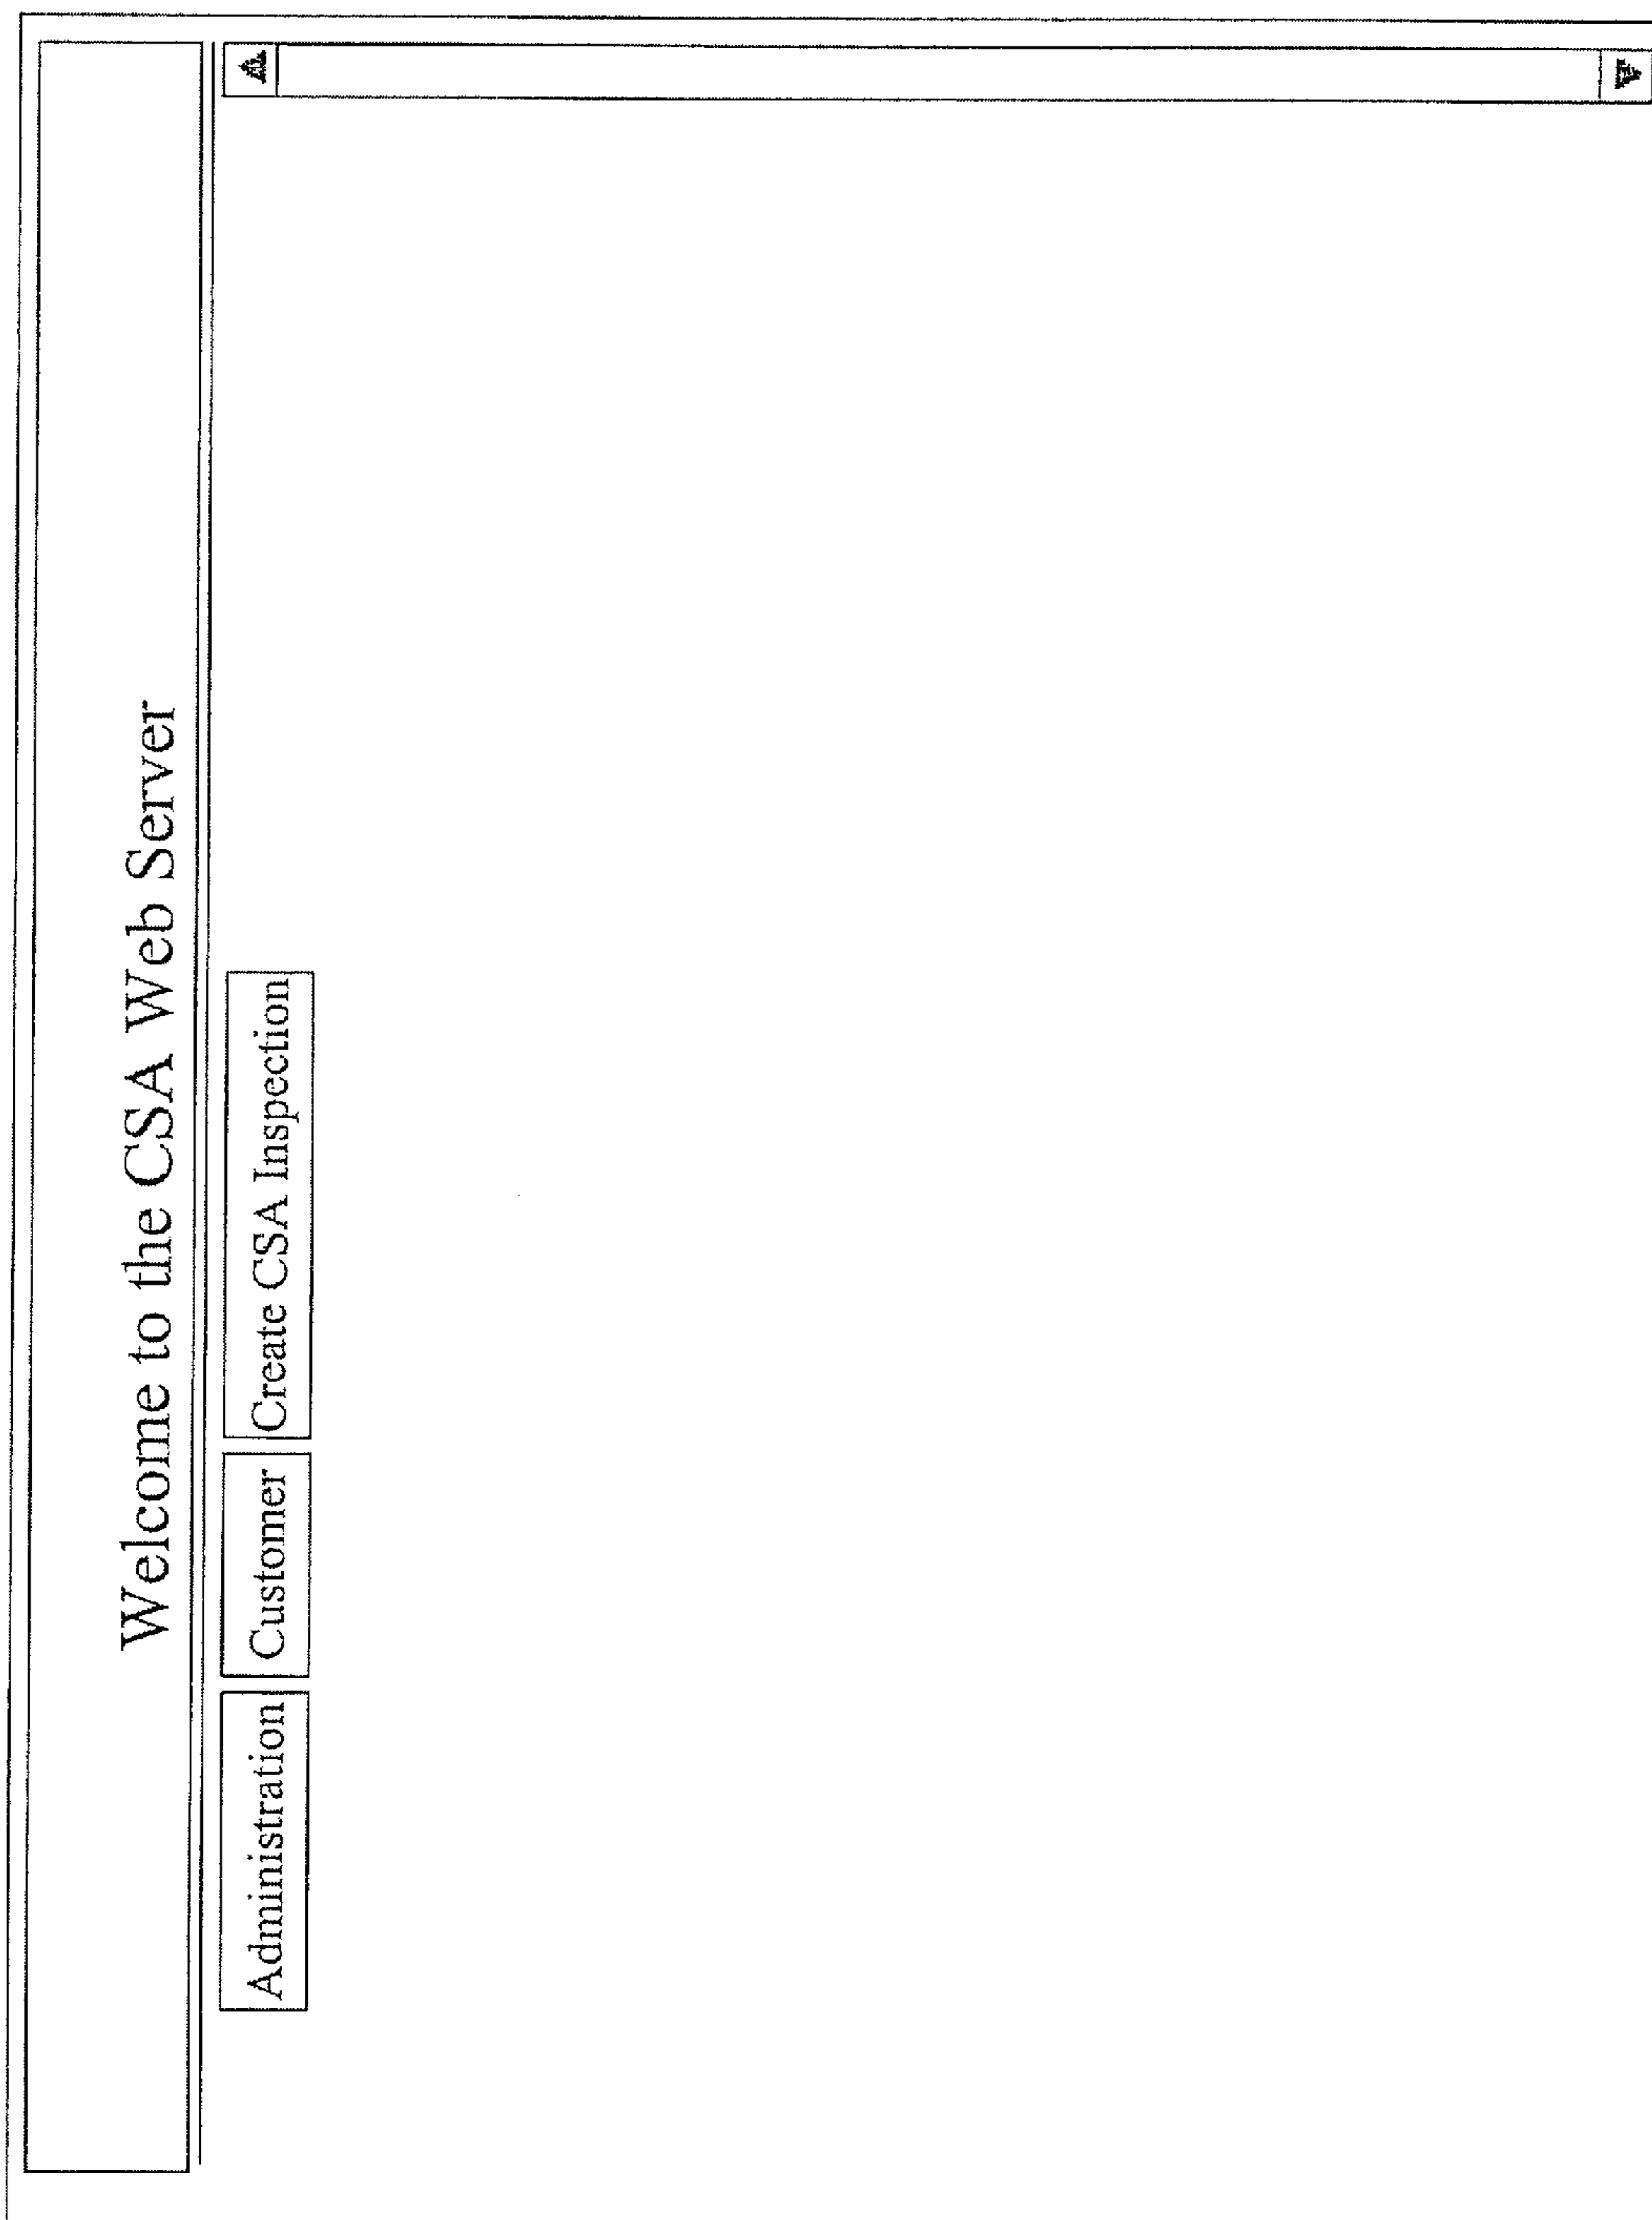 Welcome to the CSA Web Server
Administration Customer Create CSA Inspection